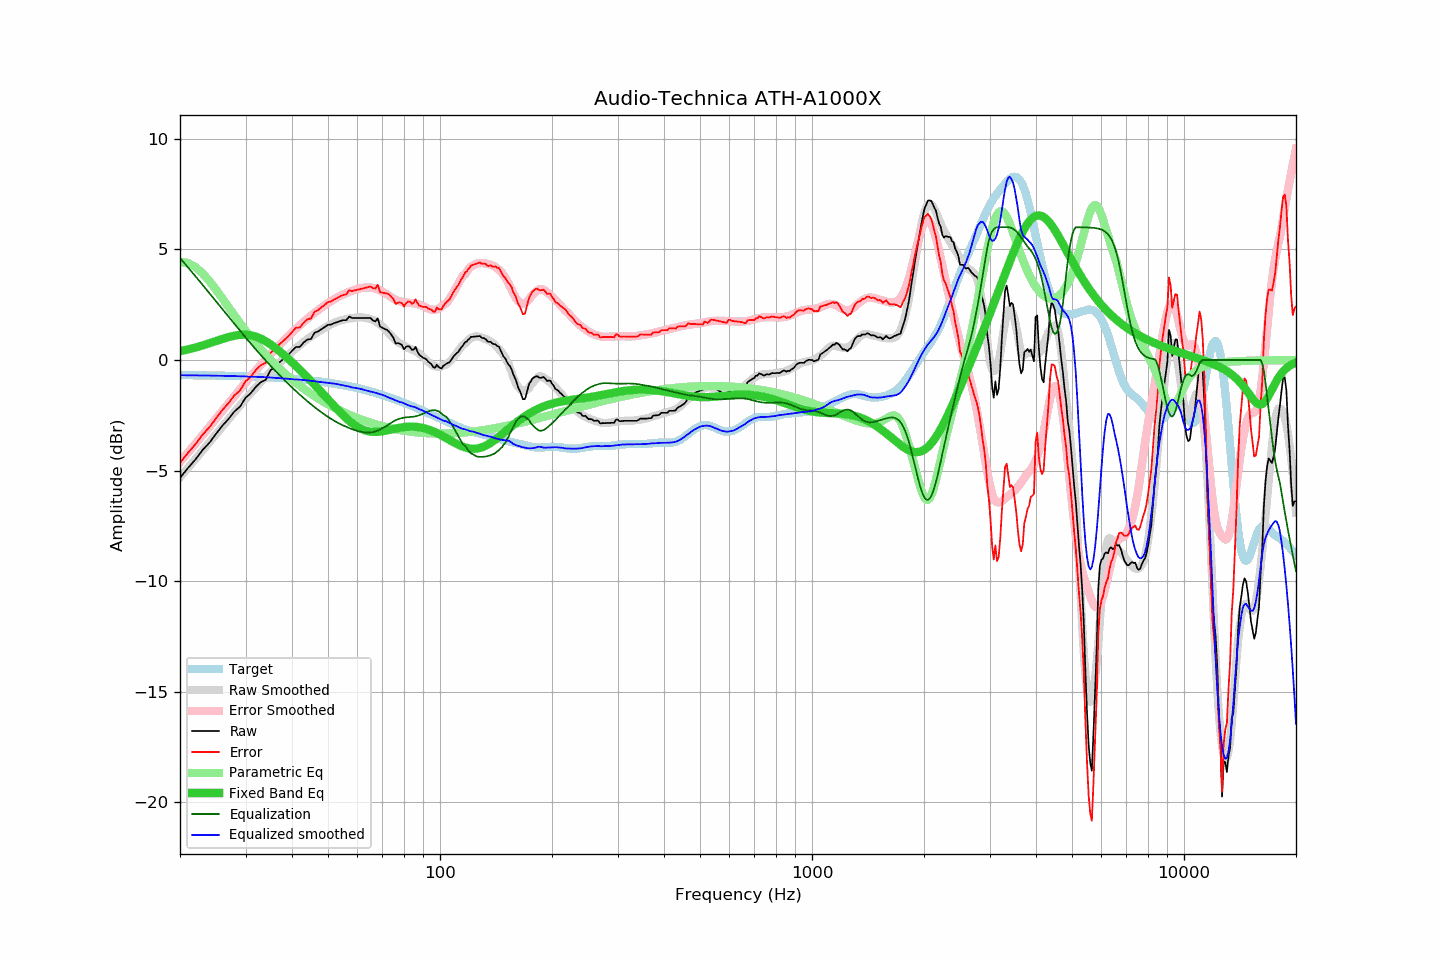 Audio-Technica ATH-A1000X
Amplitude (dBr)
10
5
0
−5
−10
−15
−20
Target
Raw Smoothed
Error Smoothed
Raw
Error
Parametric Eq
Fixed Band Eq
Equalization
Equalized smoothed
100
1000
10000
Frequency (Hz)